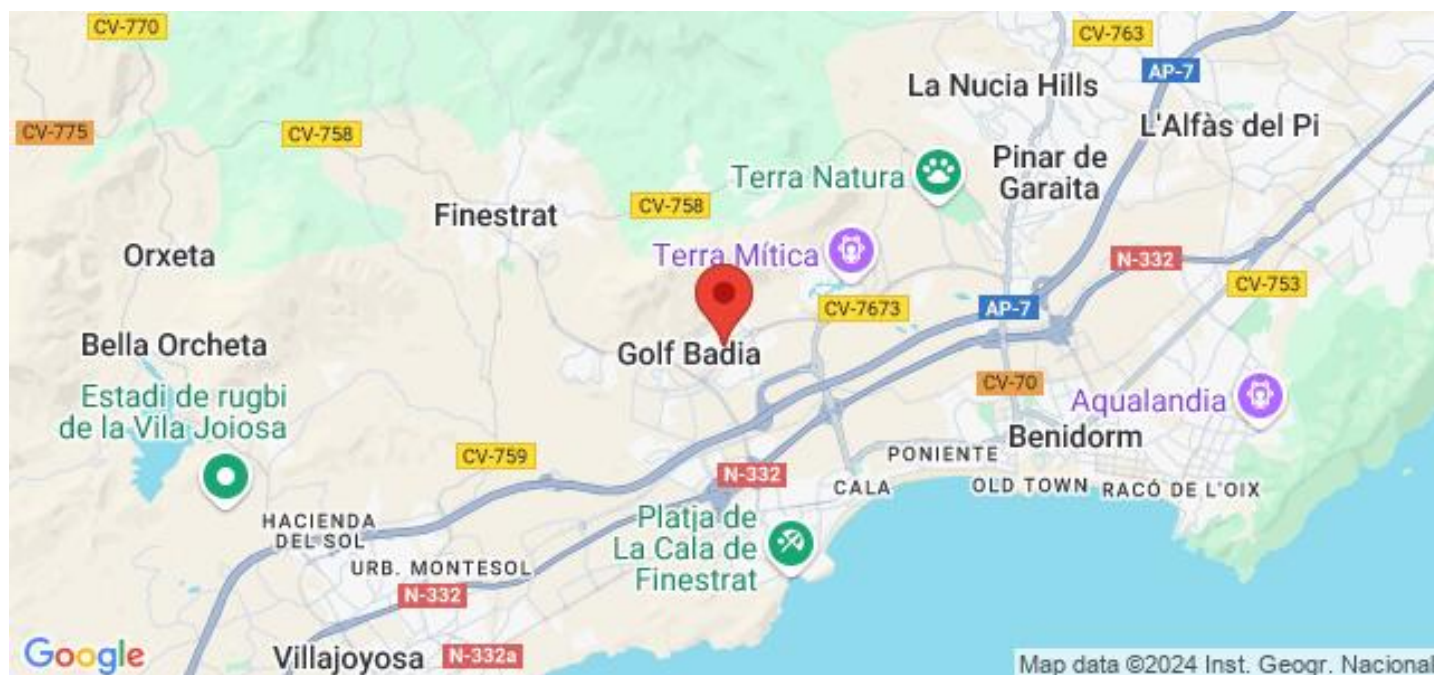 CV-770
CV-763
AP-7
La Nucia Hills
CV-775
CV-758
L'Alfàs del Pi
Terra Natura
Pinar de
Garaita
Finestrat
CV-758
Orxeta
Terra Mítica
N-332
CV-753
CV-7673
AP-7
Bella Orcheta
Golf Badia
Estadi de rugbi
de la Vila Joiosa
CV-70
Aqualandia
Benidorm
CV-759
PONIENTE
N-332
CALA
OLD TOWN
RACÓ DE L'OIX
HACIENDA
DEL SOL
Platja de
La Cala de
Finestrat
URB. MONTESOL
N-332
Google
Villajoyosa
N-332a
Map data ©2024 Inst. Geogr. Nacional